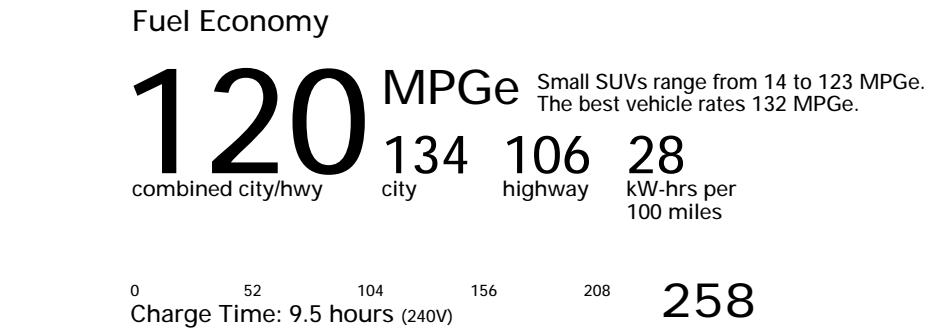 Fuel Economy
120 MPGe
Small SUVs range from 14 to 123 MPGe.
The best vehicle rates 132 MPGe.
134 106 28
combined city/hwy city highway kW-hrs per
100 miles
0 52 104 156 208 258
Charge Time: 9.5 hours (240V)